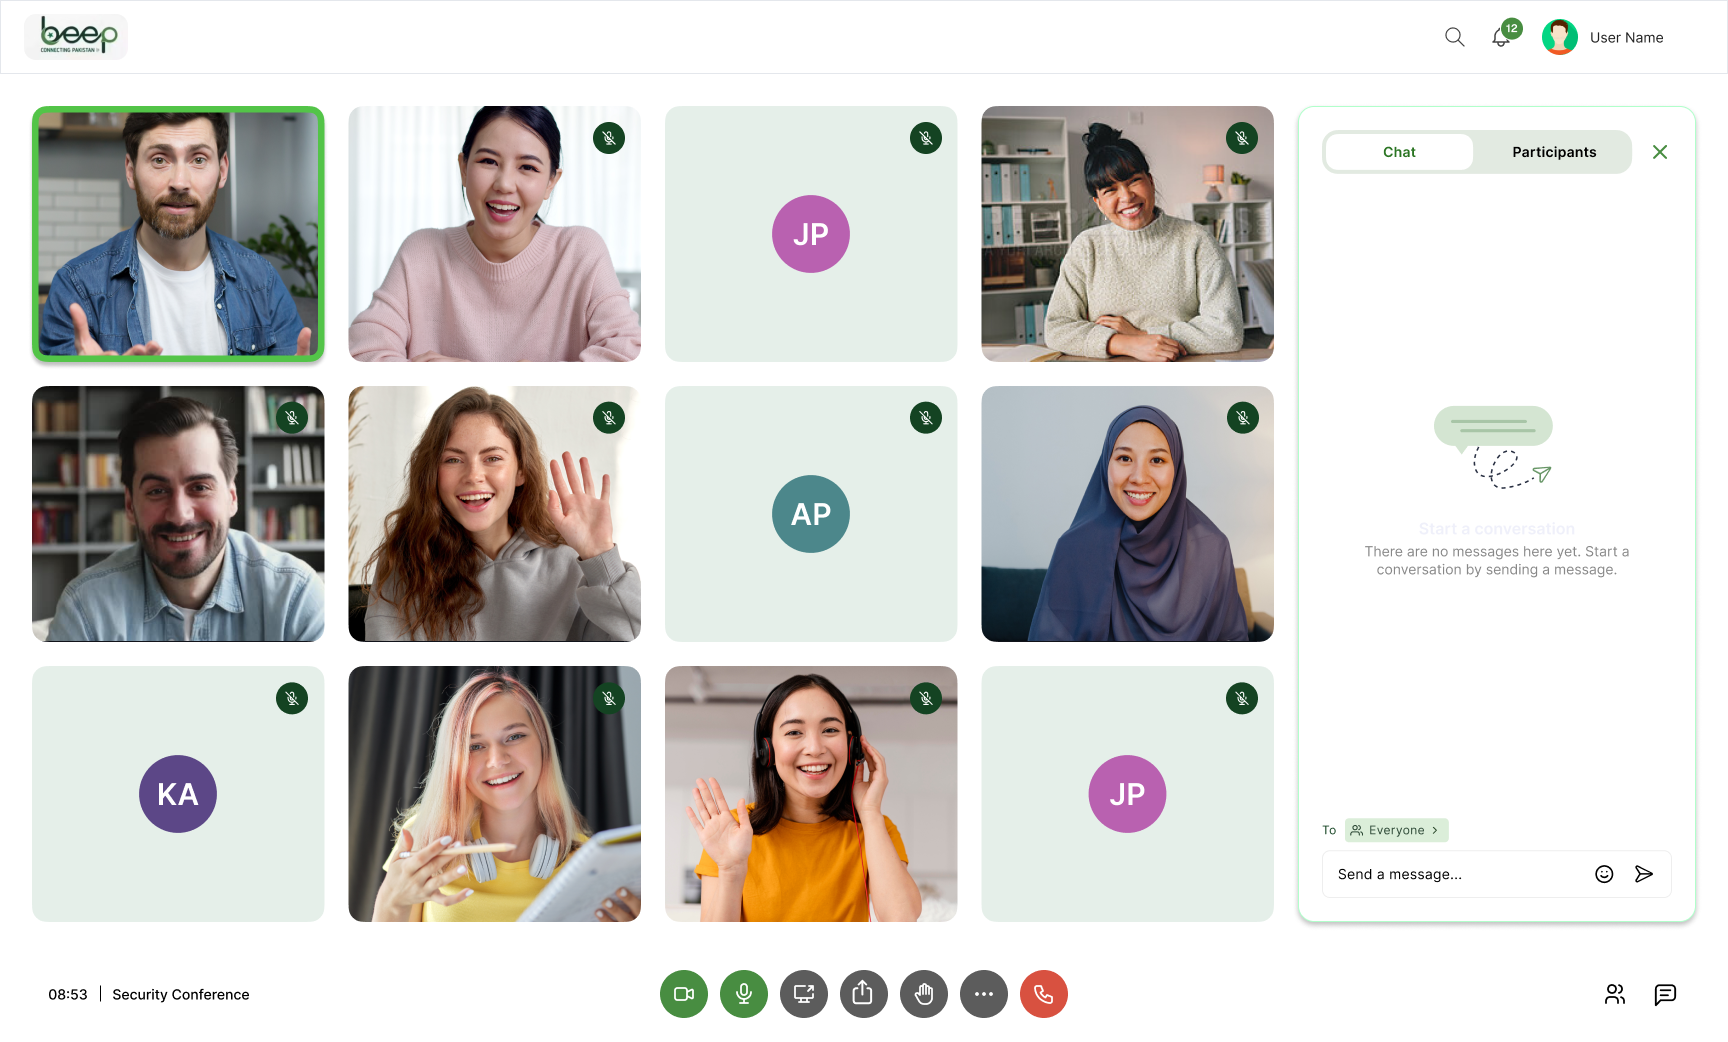 beep
CONNECTING PAKISTAN
12
User Name
JP
AP
KA
JP
Chat
Participants
Start a conversation
There are no messages here yet. Start a
conversation by sending a message.
To
Everyone
Send a message...
08:53
Security Conference